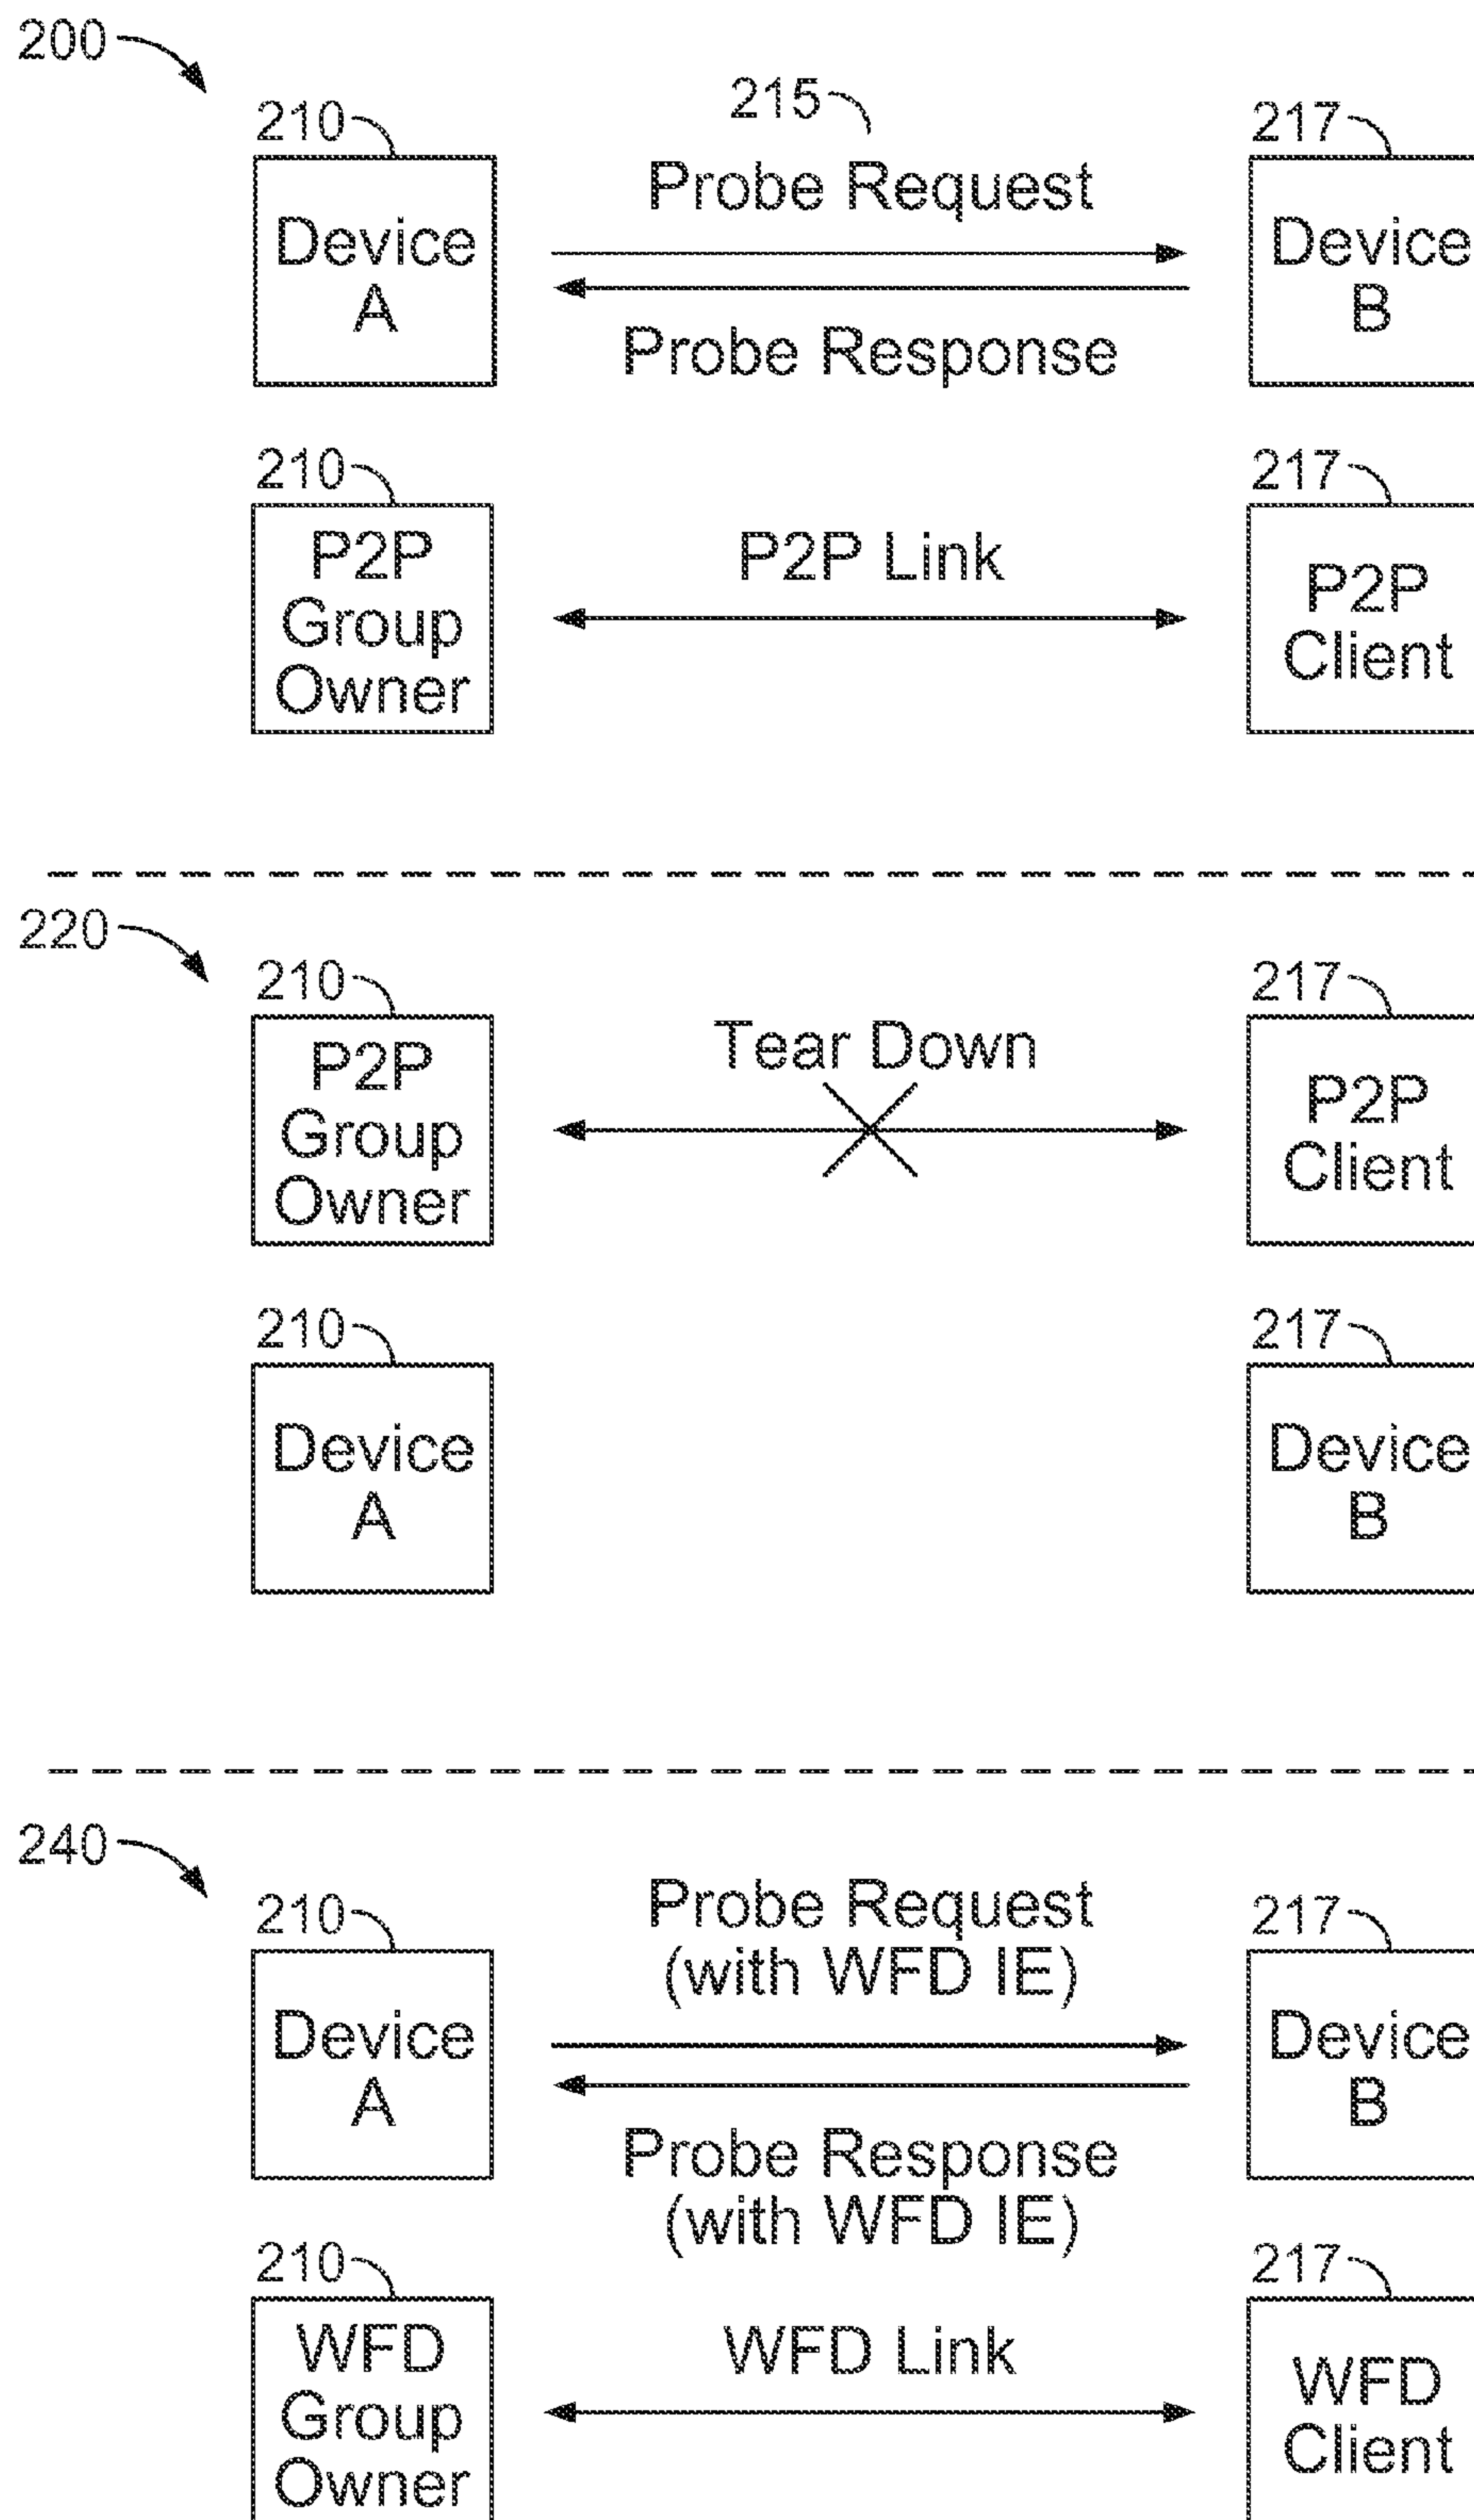 200
210
215
217
Probe Request
Device
A
Device
B
Probe Response
210
217
P2P
Group
Owner
P2P Link
P2P
Client
220
210
217
P2P
Group
Owner
Tear Down
P2P
Client
210
217
Device
A
Device
B
240
210
217
Probe Request
(with WFD IE)
Device
A
Device
B
Probe Response
(with WFD IE)
210
217
WFD
Group
Owner
WFD Link
WFD
Client